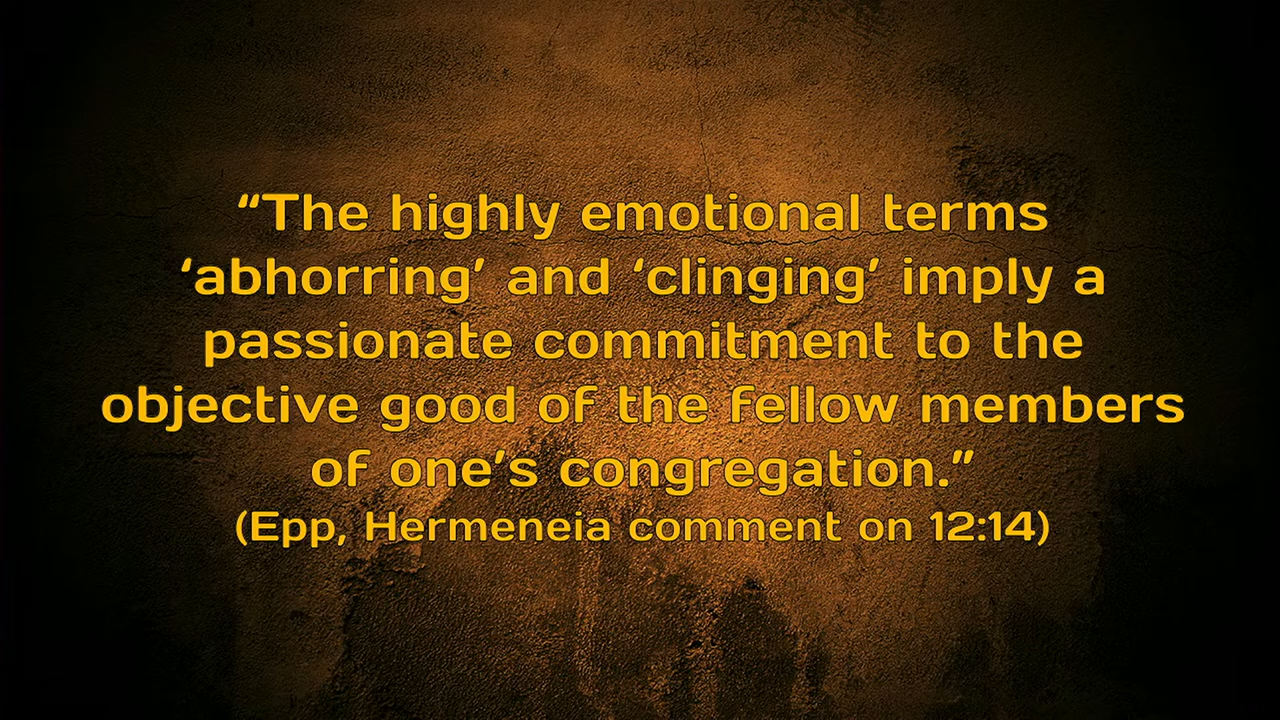 “The highly emotional terms
‘abhorring’ and ‘clinging’ imply a
passionate commitment to the
objective good of the fellow members
of one’s congregation.”
(Epp, Hermeneia comment on 12:14)